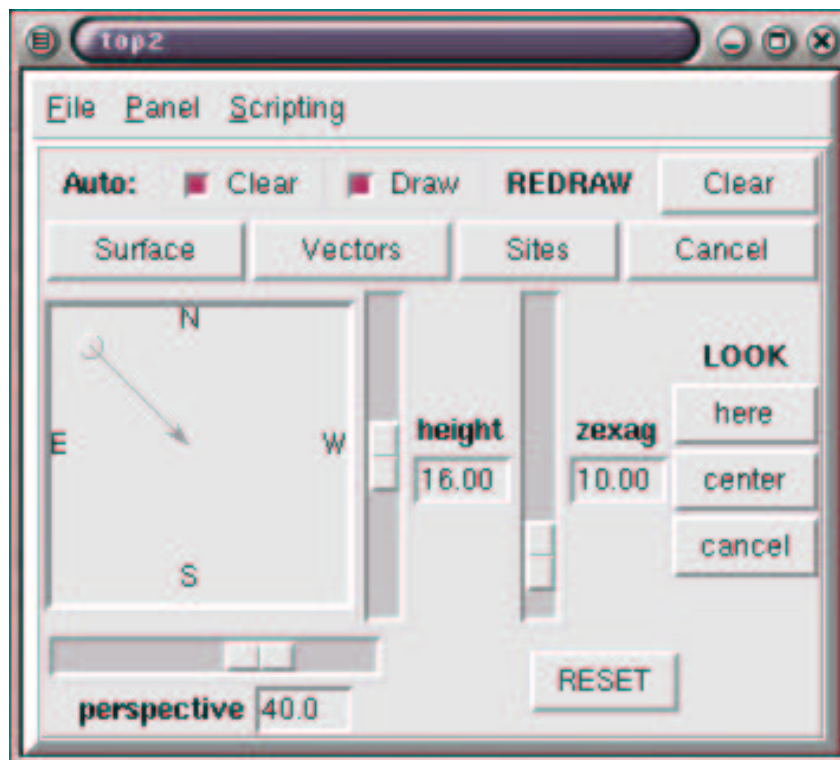 top2
File Panel Scripting
Auto: Clear Draw REDRAW Clear
Surface Vectors Sites Cancel
N
LOOK
here
E W height zexag
16.00 10.00 center
cancel
S
RESET
perspective 40.0